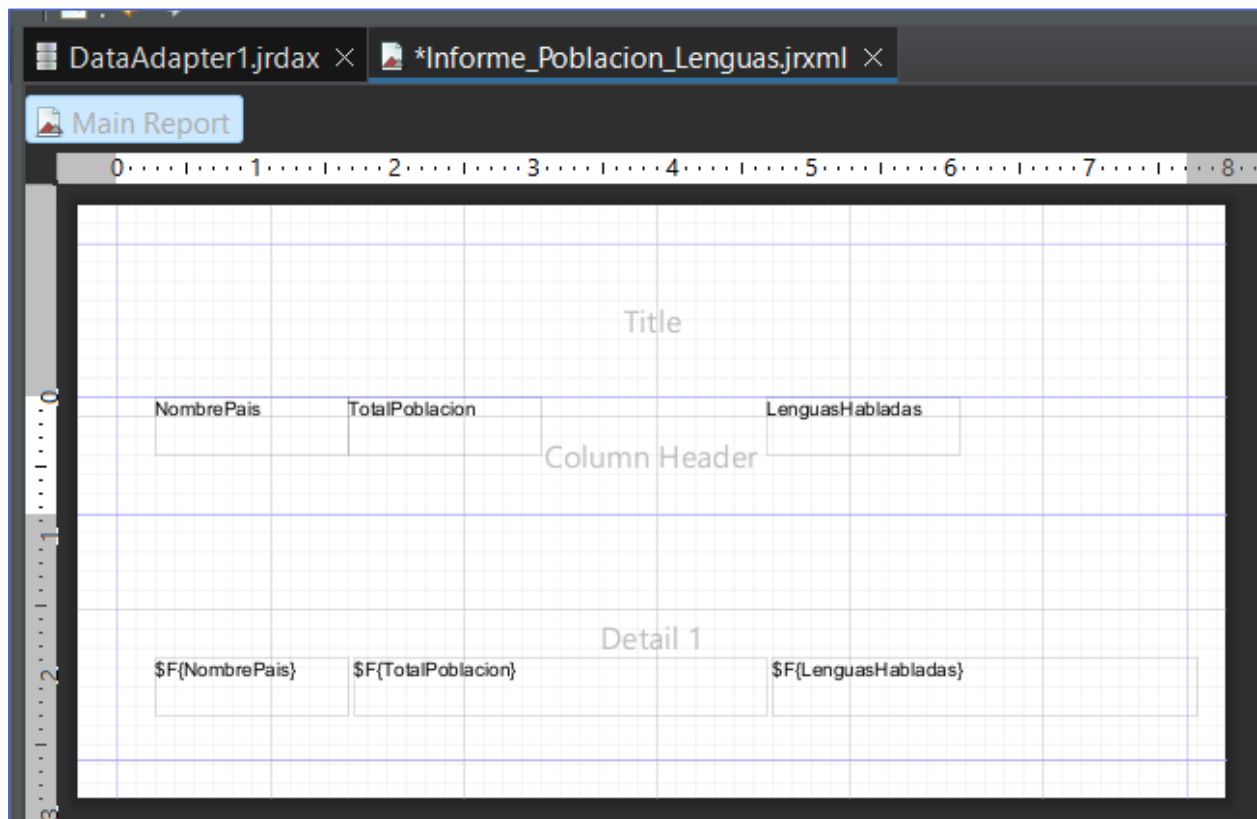 DataAdapter1.jrdax
*Informe_Poblacion_Lenguas.jrxml
Main Report
0 1 2 3 4 5 6 7 8
Title
0
NombrePais TotalPoblacion LenguasHabladas
Column Header
1
Detail 1
$F{NombrePais} $F{TotalPoblacion} $F{LenguasHabladas}
2
3